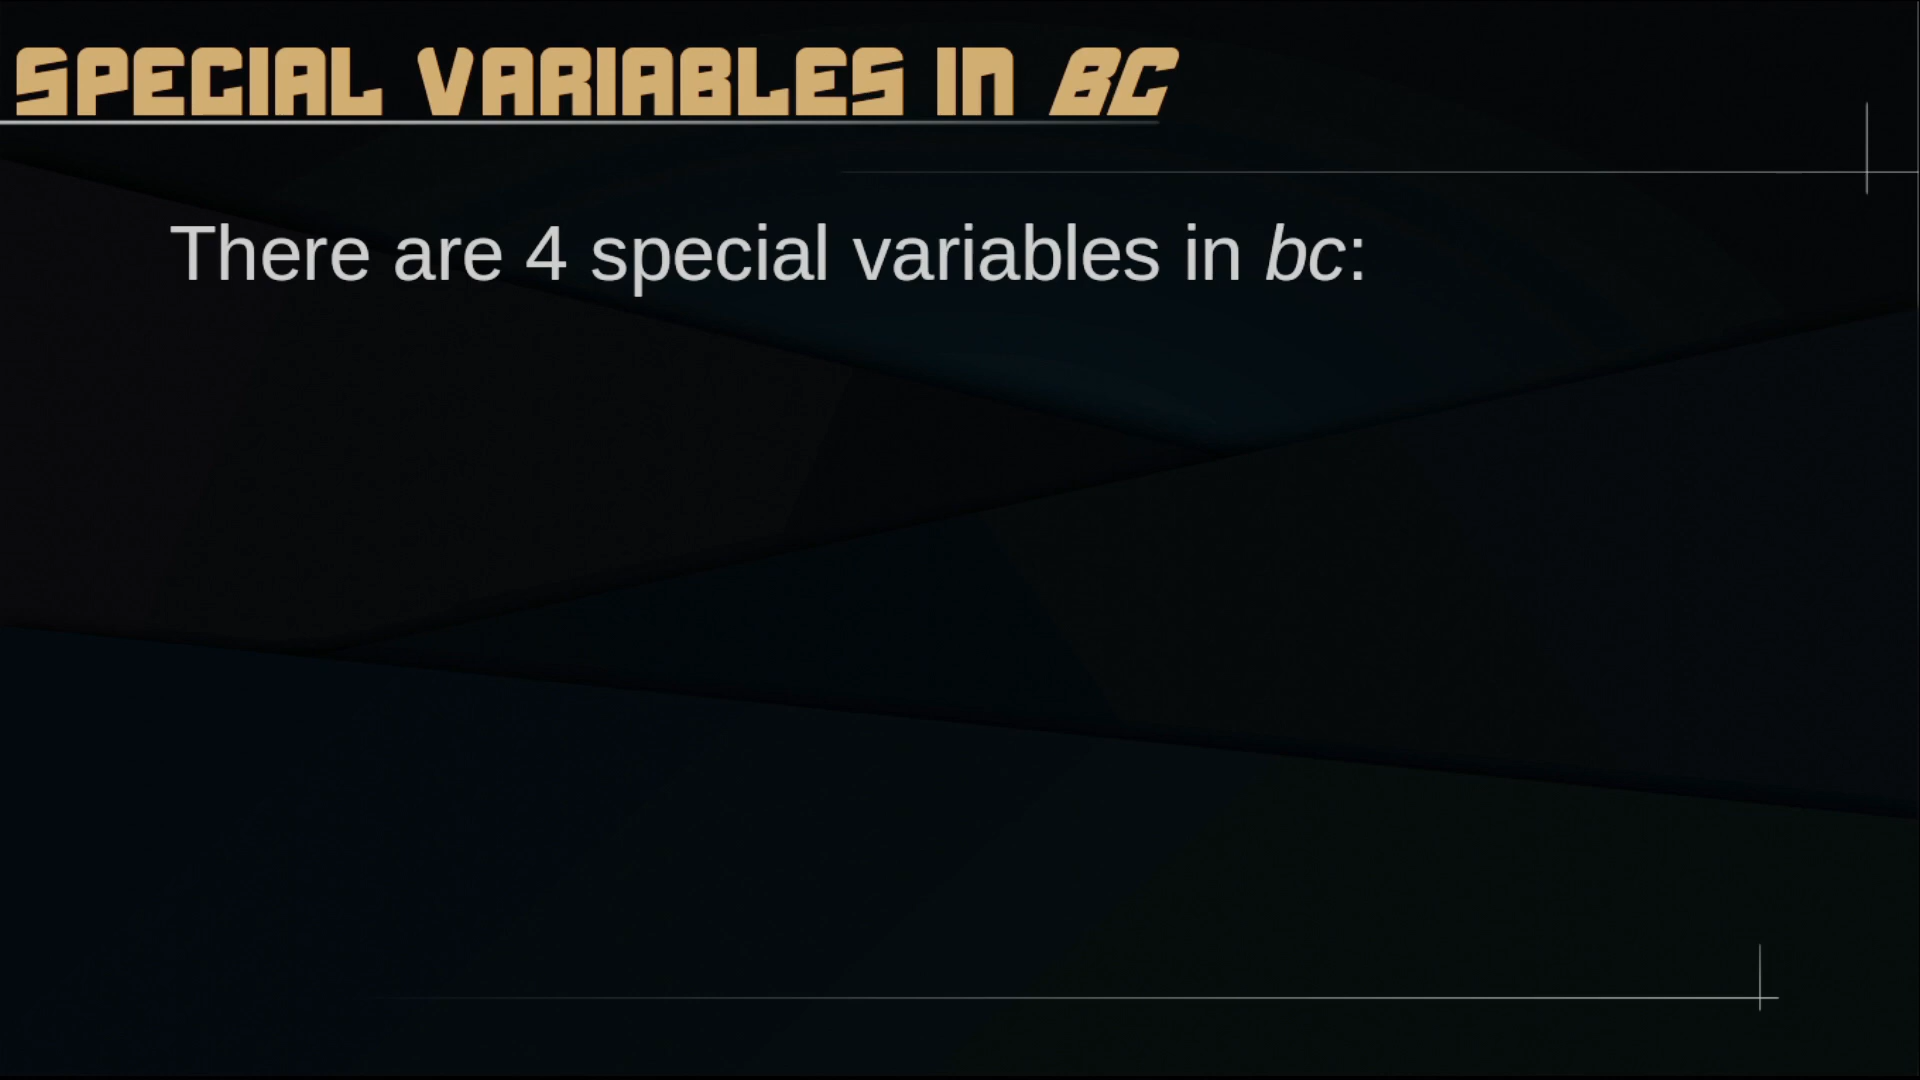 SPECIAL VARIABLES IN BC
There are 4 special variables in bc: